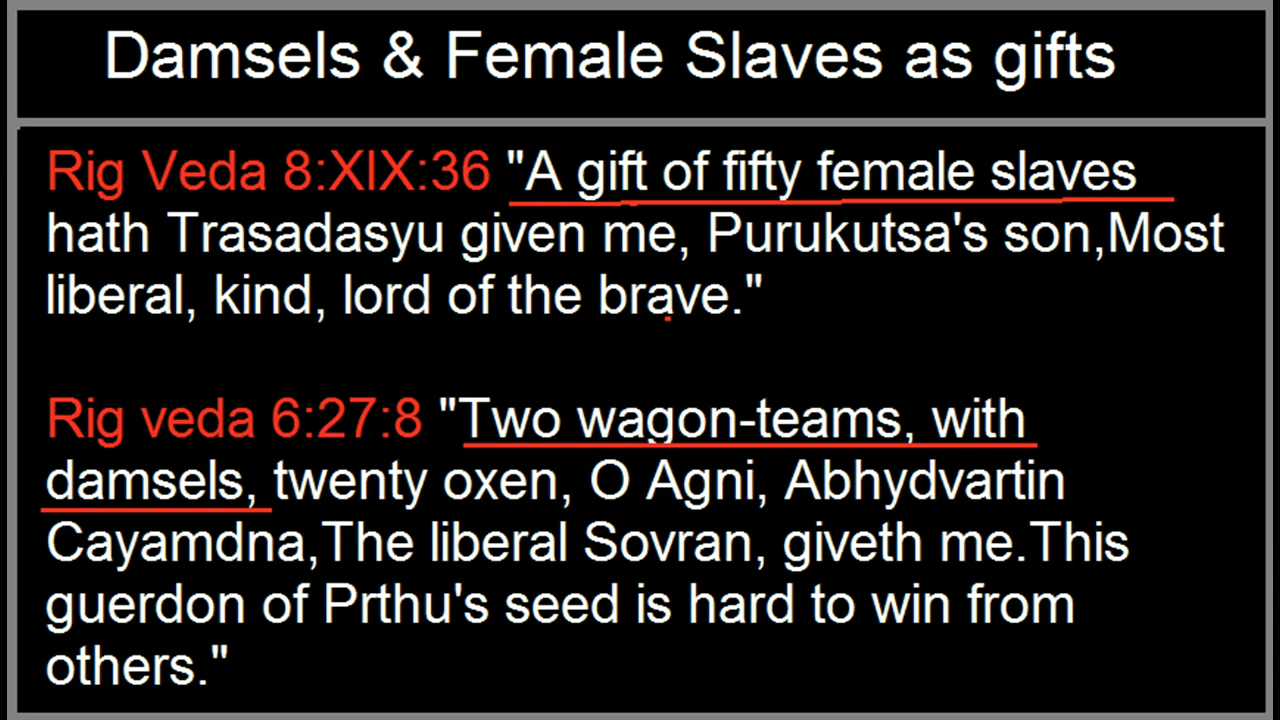 Damsels & Female Slaves as gifts
Rig Veda 8:XIX:36 "A gift of fifty female slaves
hath Trasadasyu given me, Purukutsa's son,Most
liberal, kind, lord of the brave."
Rig veda 6:27:8 "Two wagon-teams, with
damsels, twenty oxen, O Agni, Abhydvartin
Cayamdna,The liberal Sovran, giveth me.This
guerdon of Prthu's seed is hard to win from
others."